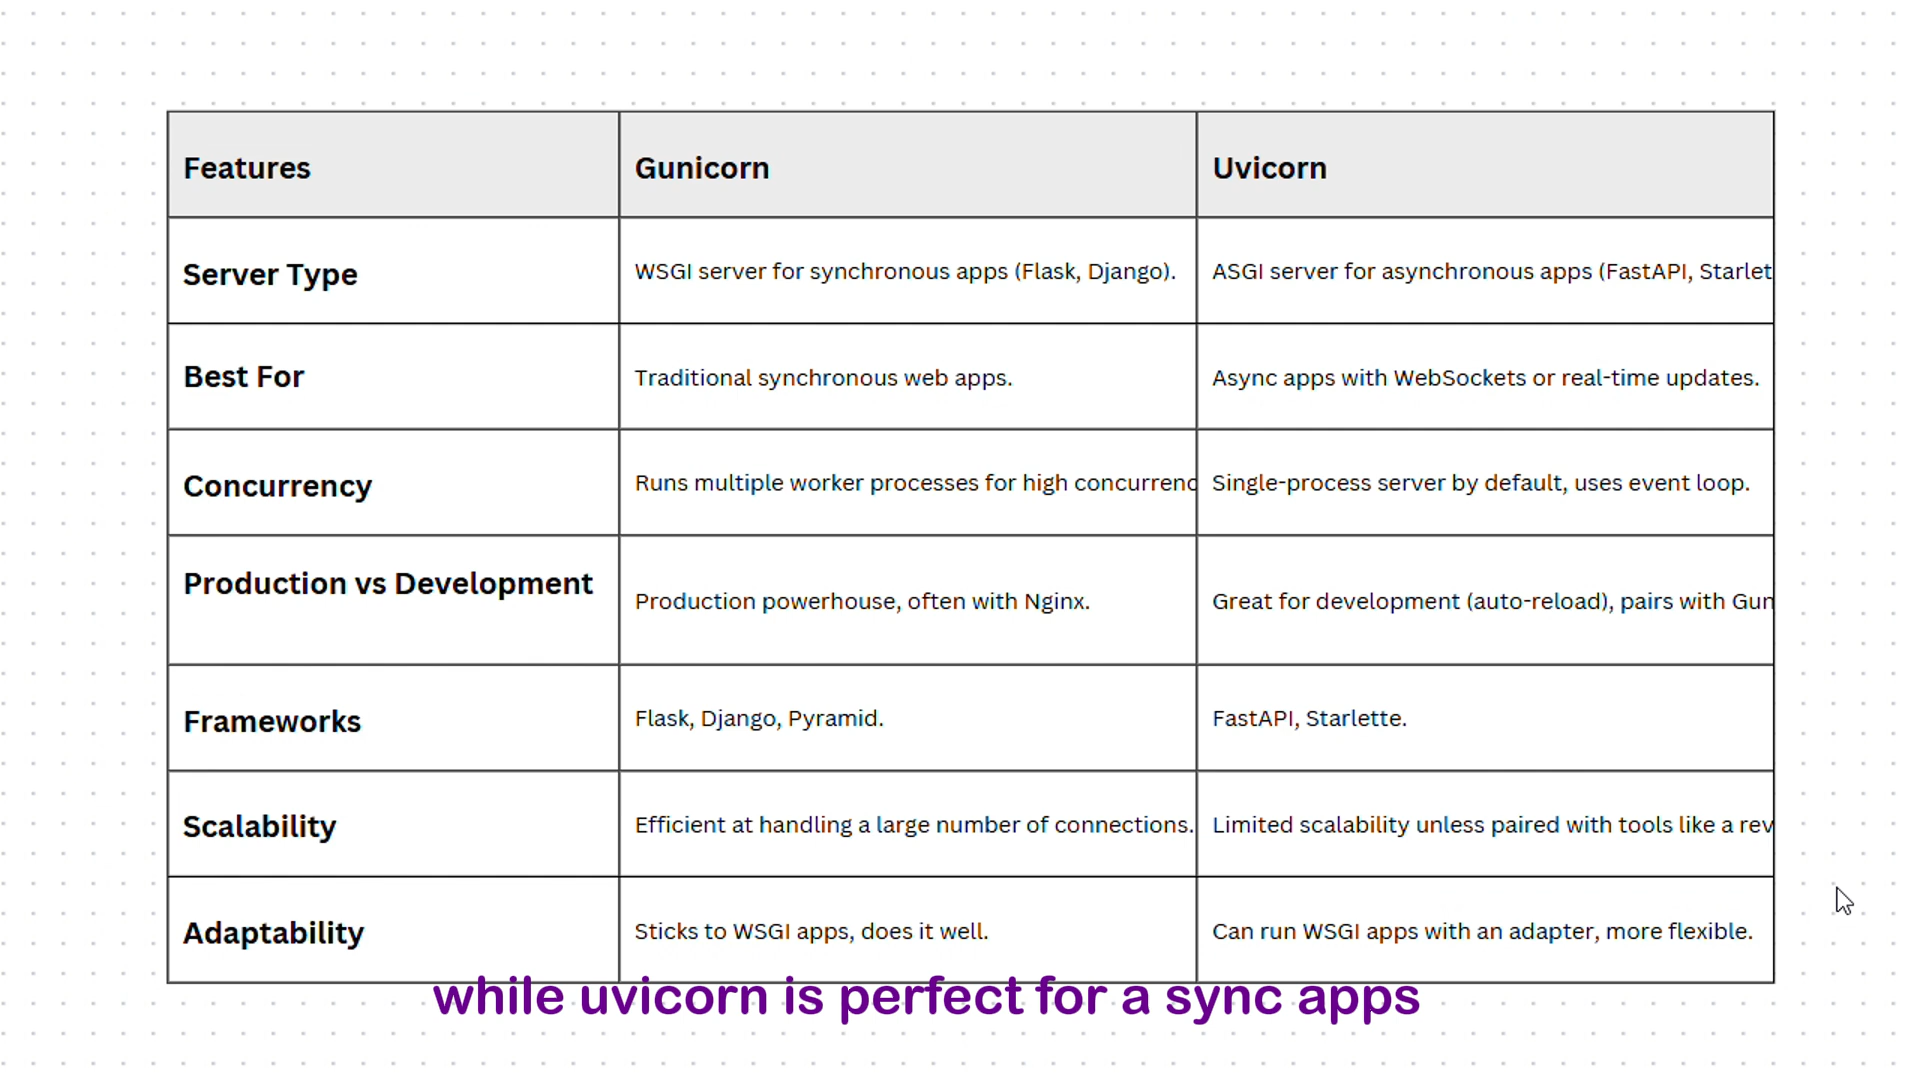 Features Gunicorn Uvicorn
Server Type WSGI server for synchronous apps (Flask, Django). ASGI server for asynchronous apps (FastAPI, Starlet
Best For Traditional synchronous web apps. Async apps with WebSockets or real-time updates.
Concurrency Runs multiple worker processes for high concurrenc Single-process server by default, uses event loop.
Production vs Development Production powerhouse, often with Nginx. Great for development (auto-reload), pairs with Gun
Frameworks Flask, Django, Pyramid. FastAPI, Starlette.
Scalability Efficient at handling a large number of connections. Limited scalability unless paired with tools like a rev
Adaptability Sticks to WSGI apps, does it well. Can run WSGI apps with an adapter, more flexible.
while uvicorn is perfect for a sync apps